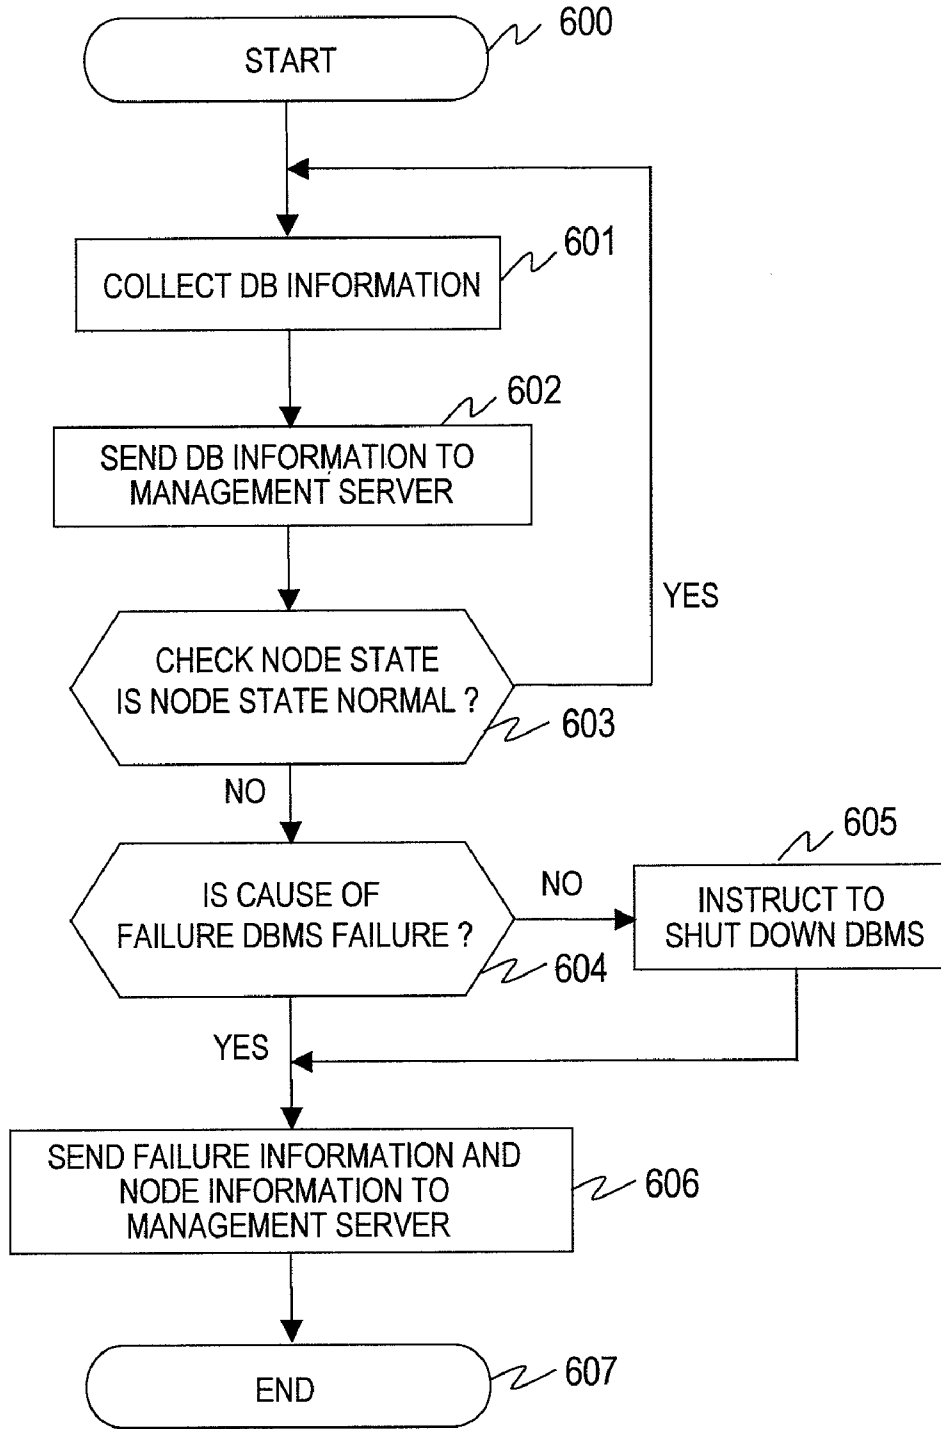 600
START
601
COLLECT DB INFORMATION
602
SEND DB INFORMATION TO
MANAGEMENT SERVER
YES
CHECK NODE STATE
IS NODE STATE NORMAL ?
603
NO
605
IS CAUSE OF
FAILURE DBMS FAILURE ?
NO
INSTRUCT TO
SHUT DOWN DBMS
604
YES
SEND FAILURE INFORMATION AND
NODE INFORMATION TO
MANAGEMENT SERVER
606
END
607